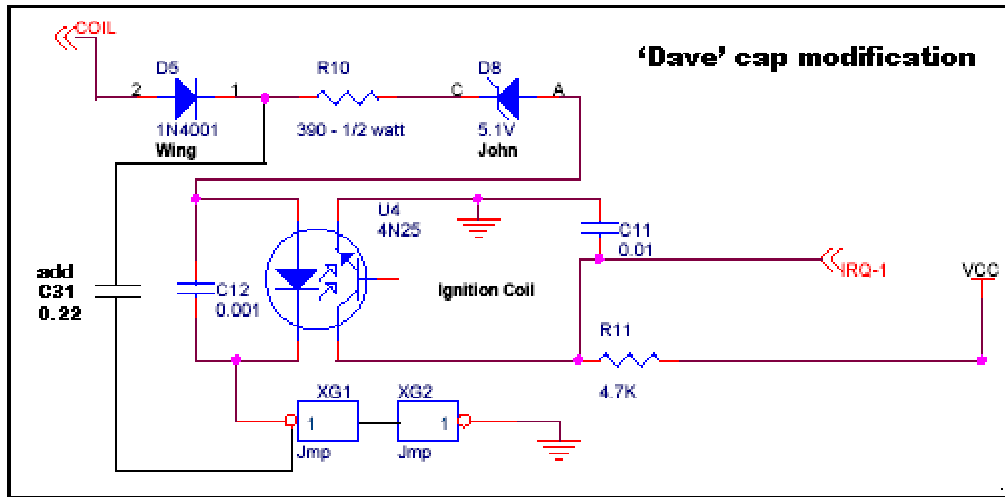 COIL
'Dave' cap modification
D5
R10
D8
2
1
C
A
1N4001
390 - 1/2 watt
5.1V
Wing
John
U4
4N25
C11
0.01
add
C31
0.22
C12
0.001
Ignition Coil
IRQ-1
VCC
R11
4.7K
XG1
XG2
1
1
Jmp
Jmp